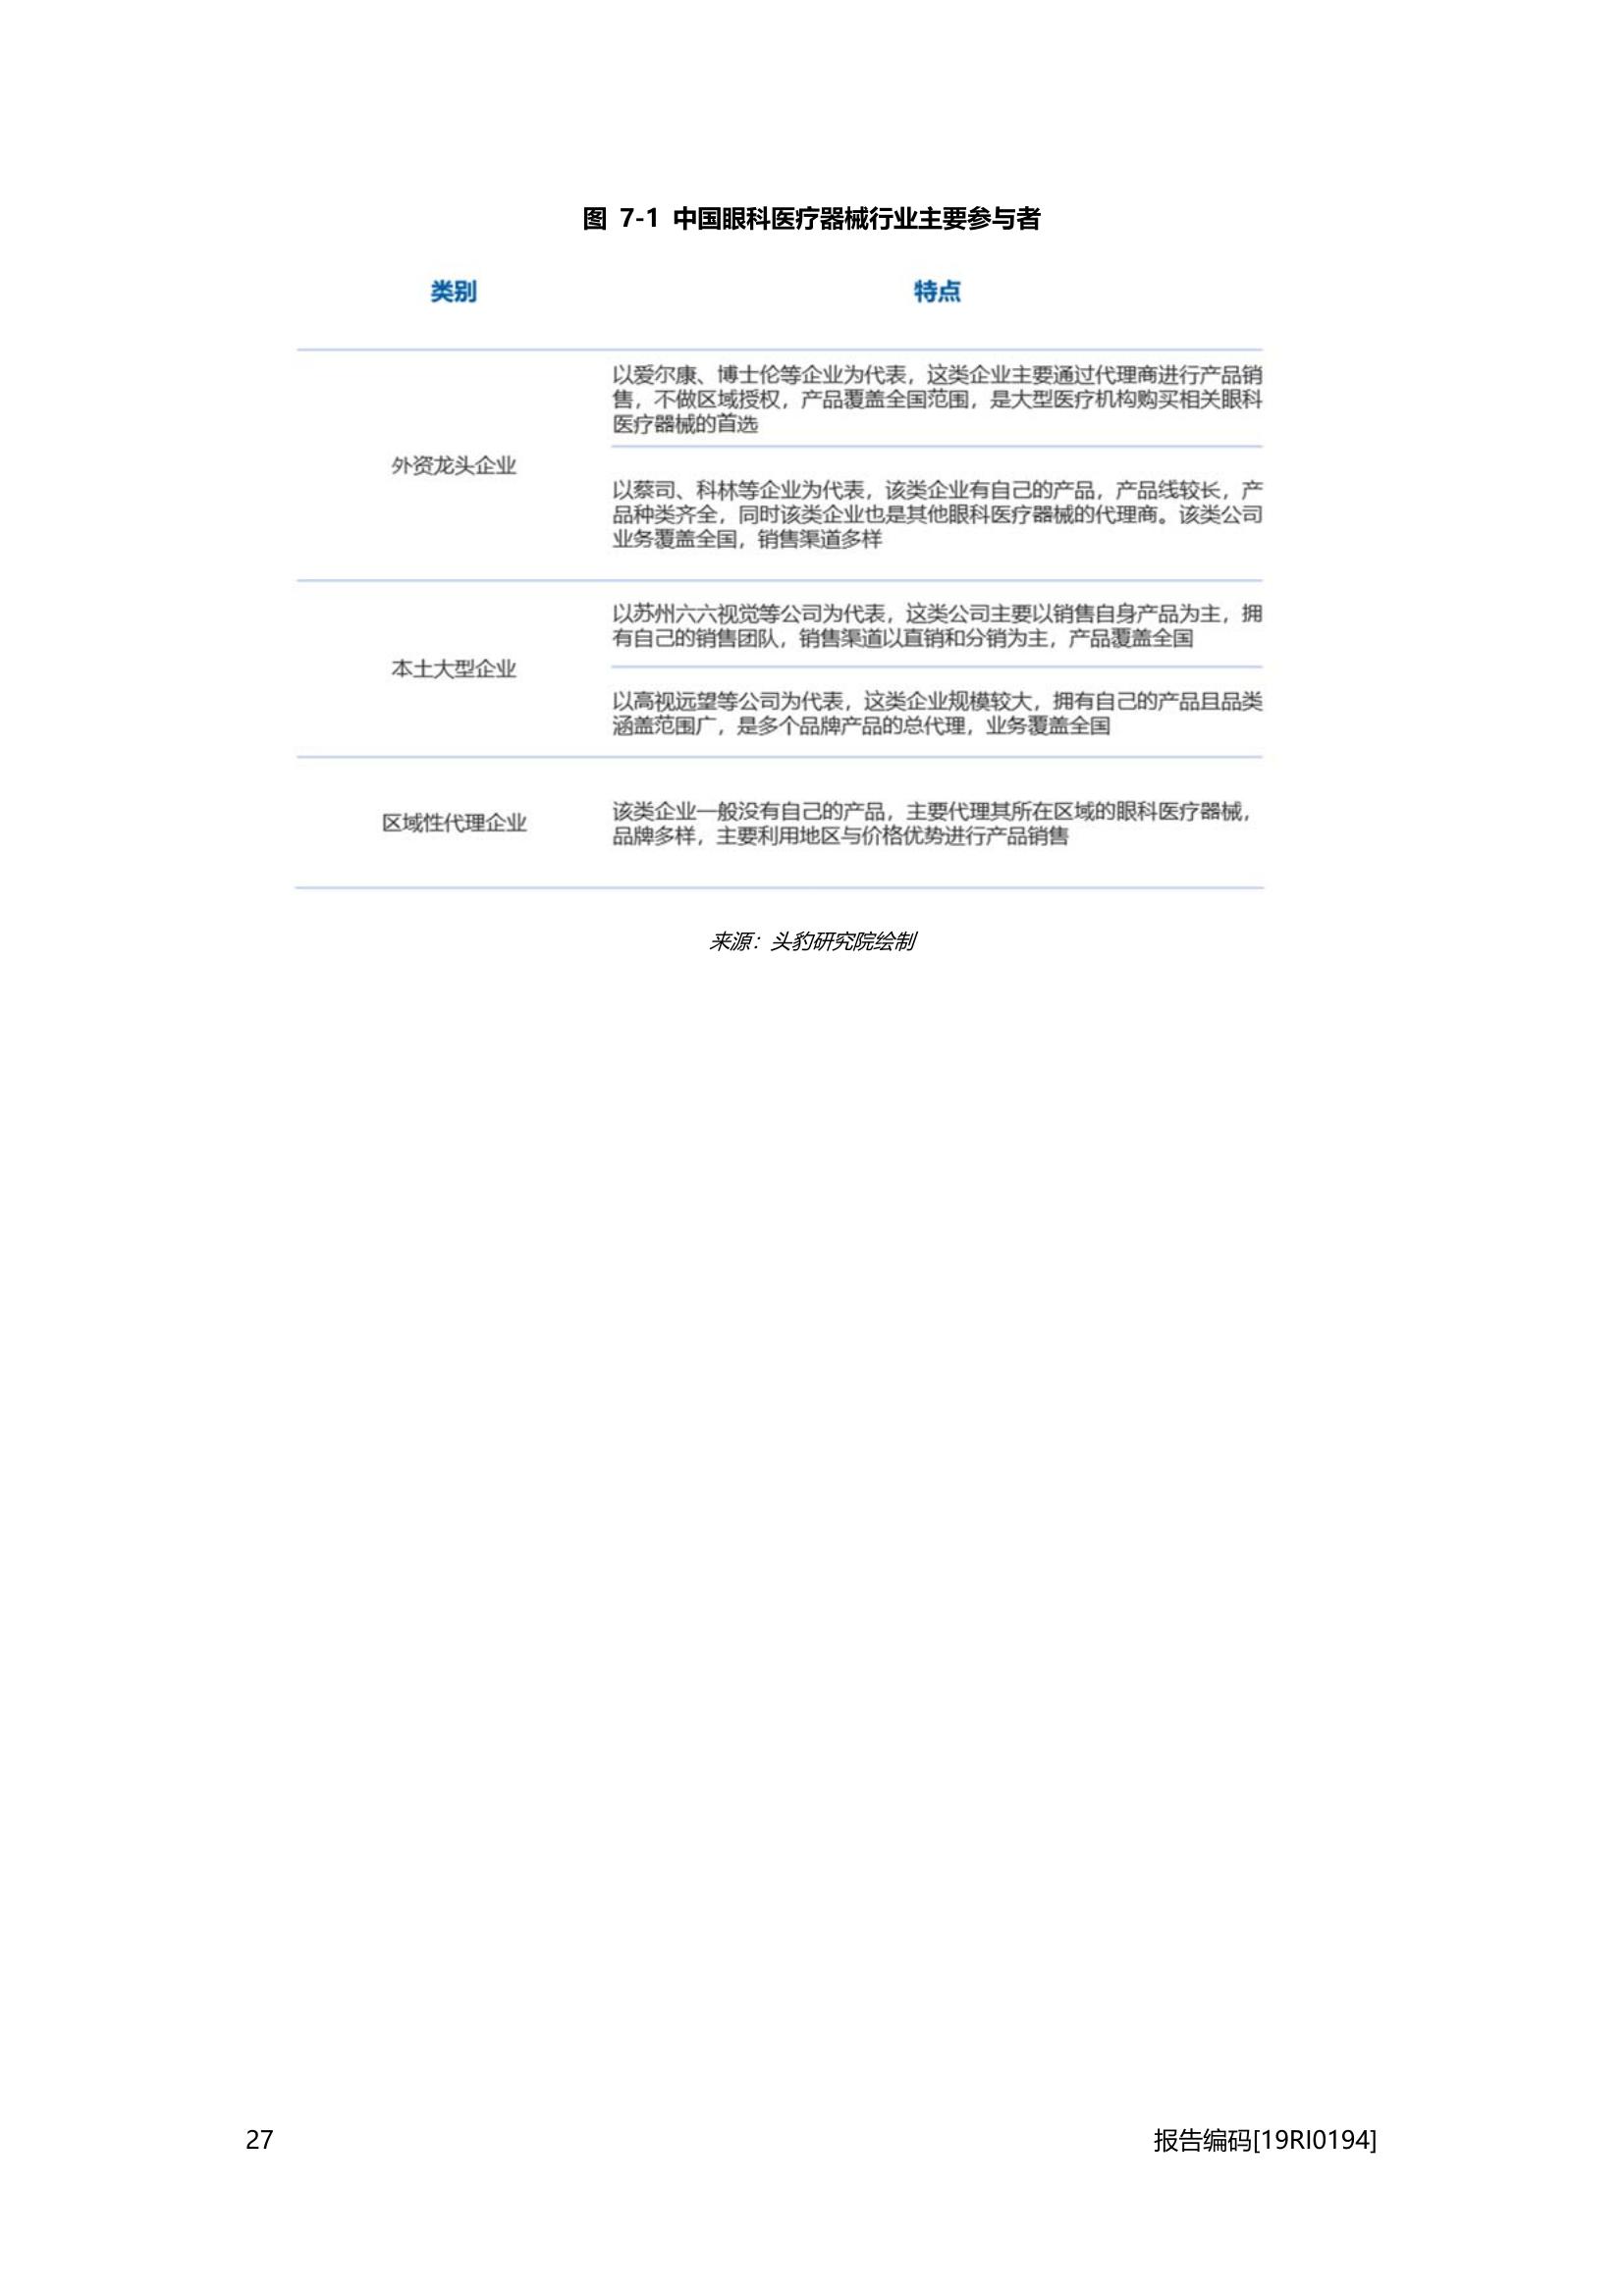 图 7-1 中国眼科医疗器械行业主要参与者
类别
特点
外资龙头企业
以爱尔康、博士伦等企业为代表，这类企业主要通过代理商进行产品销
售，不做区域授权，产品覆盖全国范围，是大型医疗机构购买相关眼科
医疗器械的首选
以蔡司、科林等企业为代表，该类企业有自己的产品，产品线较长，产
品种类齐全，同时该类企业也是其他眼科医疗器械的代理商。该类公司
业务覆盖全国，销售渠道多样
本土大型企业
以苏州六六视觉等公司为代表，这类公司主要以销售自身产品为主，拥
有自己的销售团队，销售渠道以直销和分销为主，产品覆盖全国
以高视远望等公司为代表，这类企业规模较大，拥有自己的产品且品类
涵盖范围广，是多个品牌产品的总代理，业务覆盖全国
区域性代理企业
该类企业一般没有自己的产品，主要代理其所在区域的眼科医疗器械，
品牌多样，主要利用地区与价格优势进行产品销售
来源：头豹研究院绘制
27
报告编码[19RI0194]